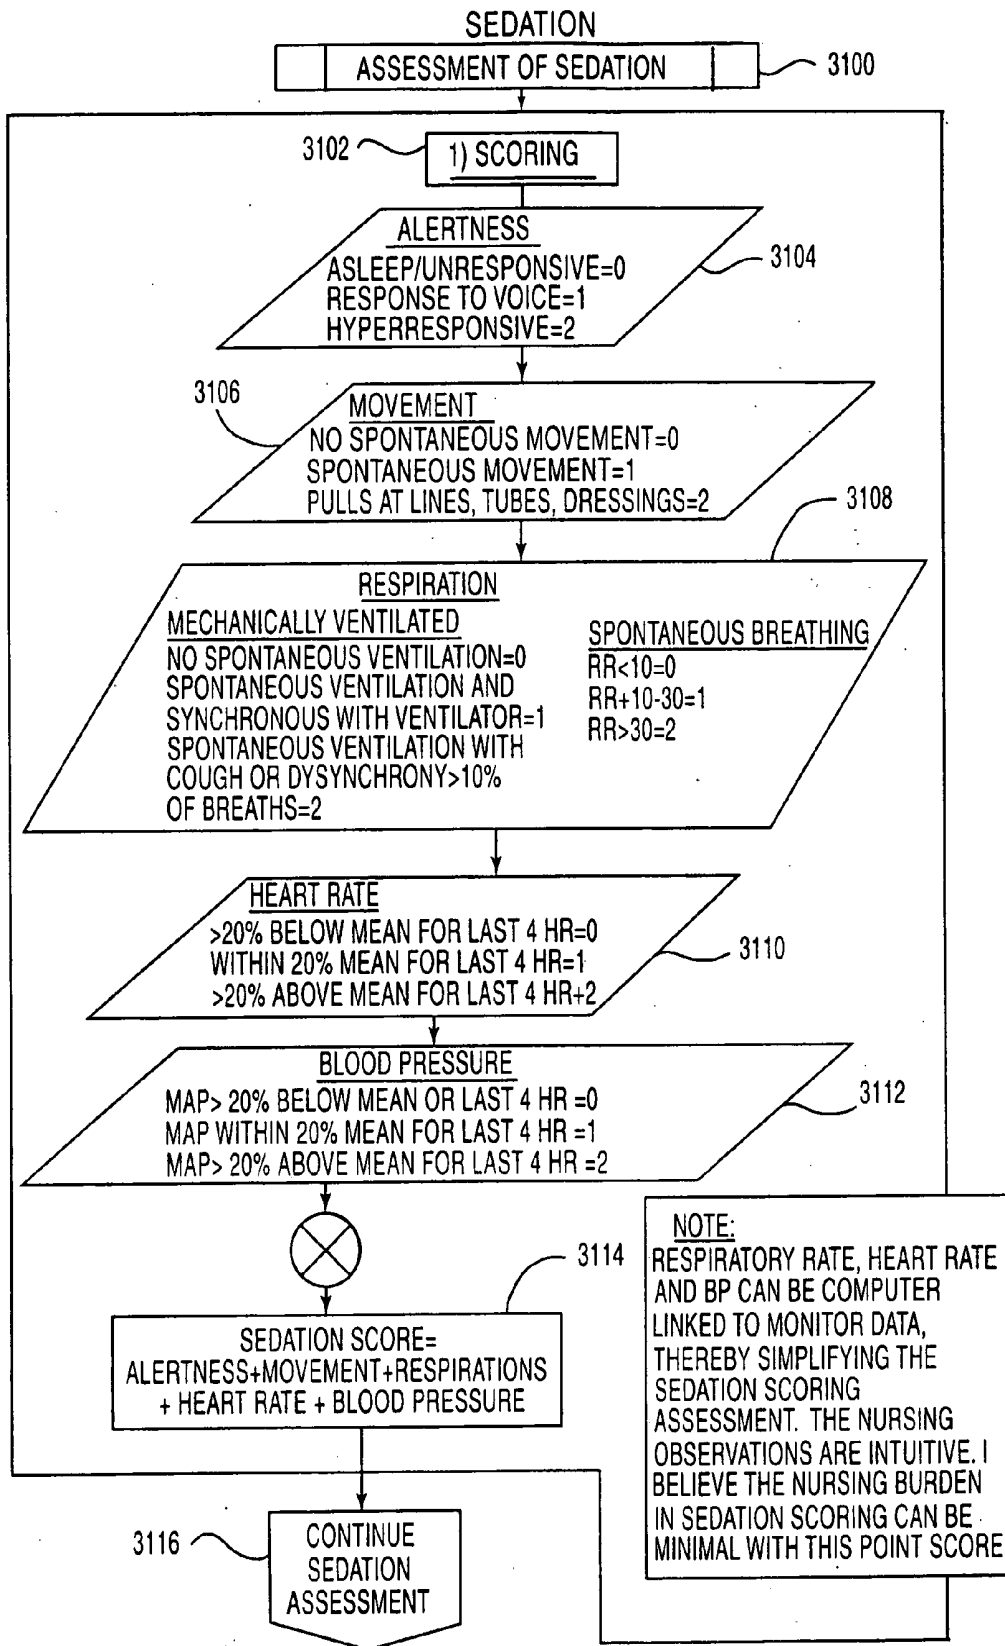 SEDATION
ASSESSMENT OF SEDATION
3100
3102
1) SCORING
ALERTNESS
ASLEEP/UNRESPONSIVE=0
RESPONSE TO VOICE=1
HYPERRESPONSIVE=2
3104
3106
MOVEMENT
NO SPONTANEOUS MOVEMENT=0
SPONTANEOUS MOVEMENT=1
PULLS AT LINES, TUBES, DRESSINGS=2
3108
RESPIRATION
MECHANICALLY VENTILATED
NO SPONTANEOUS VENTILATION=0
SPONTANEOUS VENTILATION AND
SYNCHRONOUS WITH VENTILATOR=1
SPONTANEOUS VENTILATION WITH
COUGH OR DYSYNCHRONY>10%
OF BREATHS=2
SPONTANEOUS BREATHING
RR<10=0
RR+10-30=1
RR>30=2
HEART RATE
>20% BELOW MEAN FOR LAST 4 HR=0
WITHIN 20% MEAN FOR LAST 4 HR=1
>20% ABOVE MEAN FOR LAST 4 HR+2
3110
BLOOD PRESSURE
MAP> 20% BELOW MEAN OR LAST 4 HR =0
MAP WITHIN 20% MEAN FOR LAST 4 HR =1
MAP> 20% ABOVE MEAN FOR LAST 4 HR =2
3112
3114
SEDATION SCORE=
ALERTNESS+MOVEMENT+RESPIRATIONS
+ HEART RATE + BLOOD PRESSURE
NOTE:
RESPIRATORY RATE, HEART RATE
AND BP CAN BE COMPUTER
LINKED TO MONITOR DATA,
THEREBY SIMPLIFYING THE
SEDATION SCORING
ASSESSMENT. THE NURSING
OBSERVATIONS ARE INTUITIVE. I
BELIEVE THE NURSING BURDEN
IN SEDATION SCORING CAN BE
MINIMAL WITH THIS POINT SCORE
3116
CONTINUE
SEDATION
ASSESSMENT